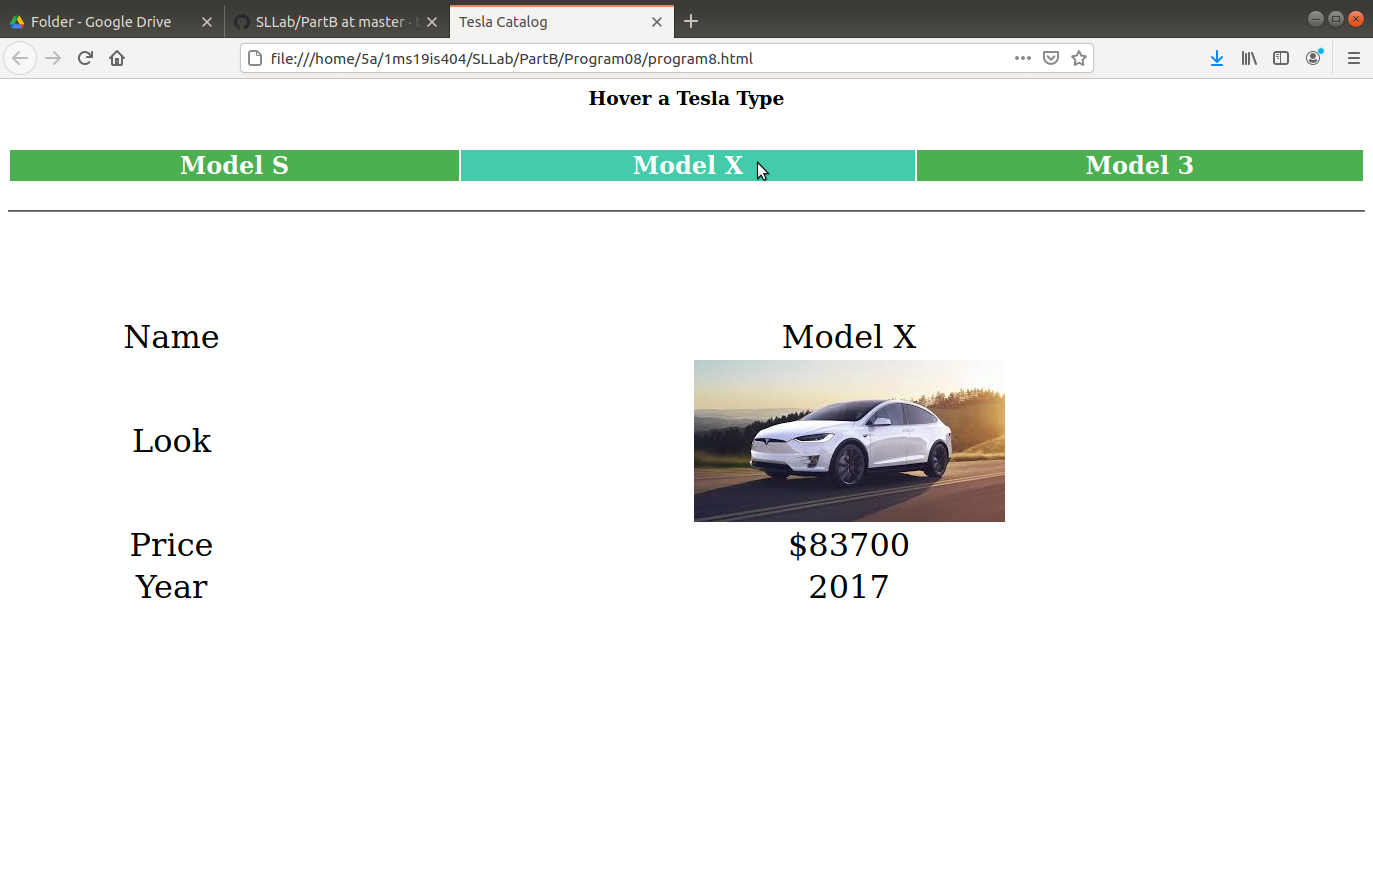 Folder - Google Drive
SLLab/PartB at master ·
Tesla Catalog
file:///home/5a/1ms19is404/SLLab/PartB/Program08/program8.html
Hover a Tesla Type
Model S
Model X
Model 3
Name
Model X
Look
Price
$83700
Year
2017